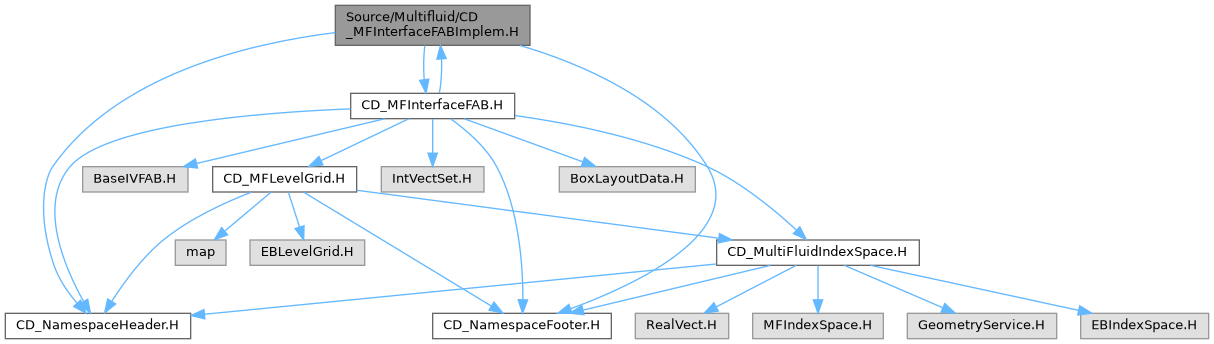 Source/Multifluid/CD
_MFInterfaceFABImplem.H
CD_MFInterfaceFAB.H
BaseIVFAB.H
CD_MFLevelGrid.H
IntVectSet.H
BoxLayoutData.H
map
EBLevelGrid.H
CD_MultiFluidIndexSpace.H
CD_NamespaceHeader.H
CD_NamespaceFooter.H
RealVect.H
MFIndexSpace.H
GeometryService.H
EBIndexSpace.H